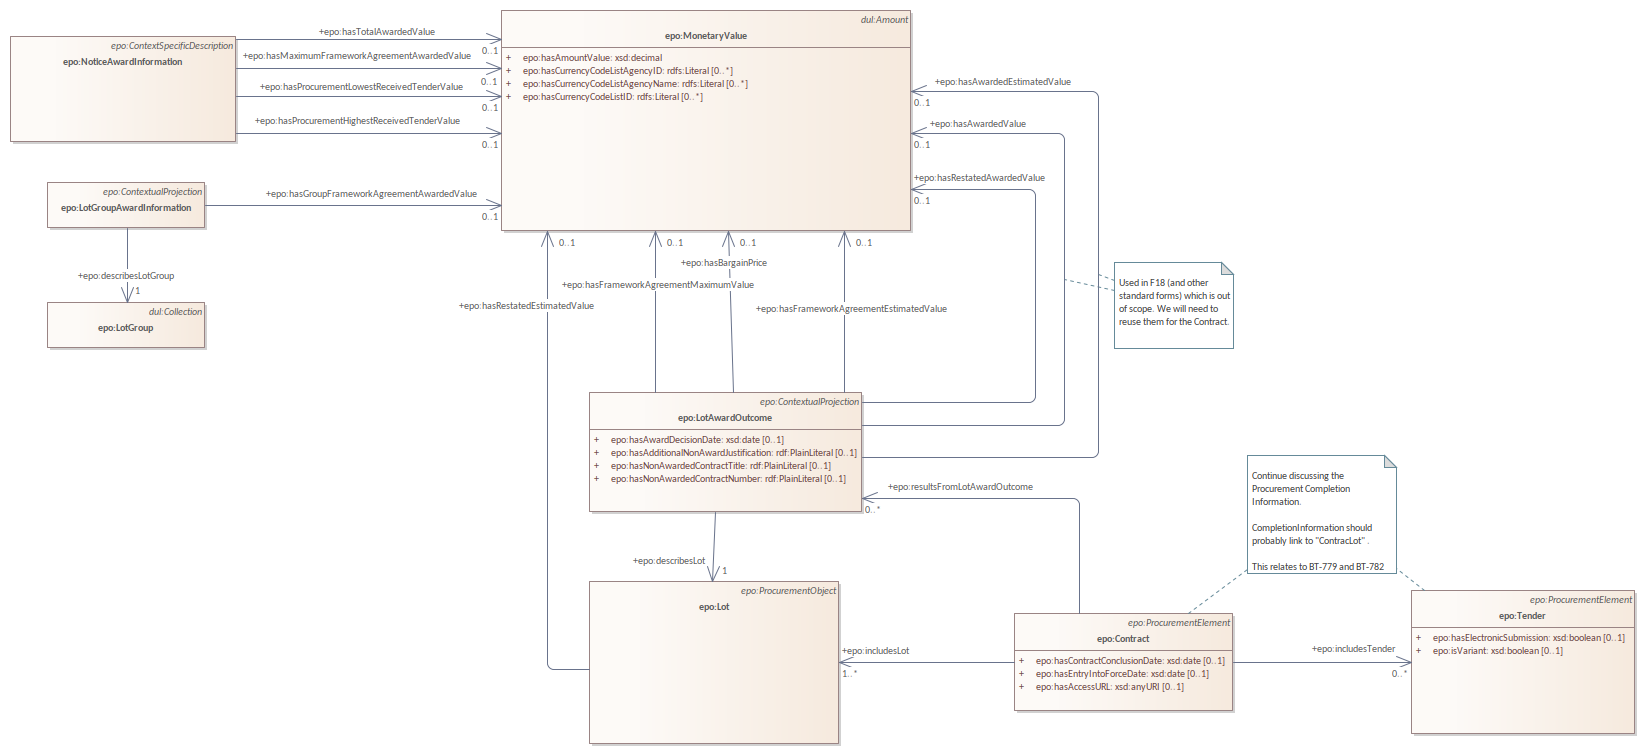 epo:ContextSpecificDescription
epo:NoticeAwardInformation
+epo:hasTotalAwardedValue
0..1
+epo:hasMaximumFrameworkAgreementAwardedValue
0..1
+epo:hasProcurementLowestReceivedTenderValue
0..1
+epo:hasProcurementHighestReceivedTenderValue
0..1
dul:Amount
epo:MonetaryValue
+ epo:hasAmountValue: xsd:decimal
+ epo:hasCurrencyCodeListAgencyID: rdfs:Literal [0..*]
+ epo:hasCurrencyCodeListAgencyName: rdfs:Literal [0..*]
+ epo:hasCurrencyCodeListID: rdfs:Literal [0..*]
+epo:hasAwardedEstimatedValue
0..1
+epo:hasAwardedValue
0..1
+epo:hasRestatedAwardedValue
0..1
epo:ContextualProjection
epo:LotGroupAwardInformation
+epo:hasGroupFrameworkAgreementAwardedValue
0..1
+epo:describesLotGroup
1
dul:Collection
epo:LotGroup
0..1
0..1
0..1
0..1
+epo:hasBargainPrice
+epo:hasFrameworkAgreementMaximumValue
+epo:hasRestatedEstimatedValue
+epo:hasFrameworkAgreementEstimatedValue
Used in F18 (and other
standard forms) which is out
of scope. We will need to
reuse them for the Contract.
epo:ContextualProjection
epo:LotAwardOutcome
+ epo:hasAwardDecisionDate: xsd:date [0..1]
+ epo:hasAdditionalNonAwardJustification: rdf:PlainLiteral [0..1]
+ epo:hasNonAwardedContractTitle: rdf:PlainLiteral [0..1]
+ epo:hasNonAwardedContractNumber: rdf:PlainLiteral [0..1]
+epo:resultsFromLotAwardOutcome
0..*
Continue discussing the
Procurement Completion
Information.
CompletionInformation should
probably link to "ContracLot" .
This relates to BT-779 and BT-782
+epo:describesLot
1
epo:ProcurementObject
epo:Lot
+epo:includesLot
1..*
epo:ProcurementElement
epo:Contract
+ epo:hasContractConclusionDate: xsd:date [0..1]
+ epo:hasEntryIntoForceDate: xsd:date [0..1]
+ epo:hasAccessURL: xsd:anyURI [0..1]
+epo:includesTender
0..*
epo:ProcurementElement
epo:Tender
+ epo:hasElectronicSubmission: xsd:boolean [0..1]
+ epo:isVariant: xsd:boolean [0..1]